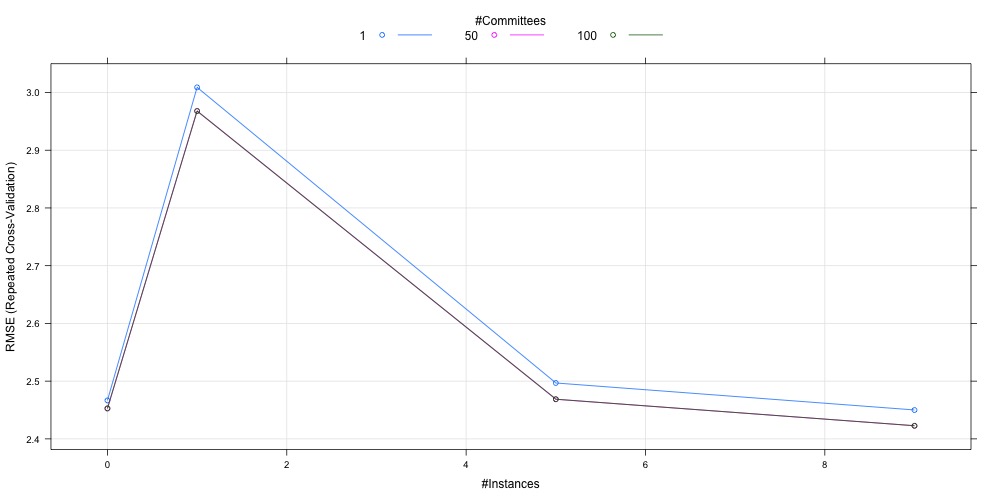 #Committees
1 50 100
3.0
2.9
2.8
2.7
2.6
2.5
2.4
RMSE (Repeated Cross-Validation)
0 2 4 6 8
#Instances